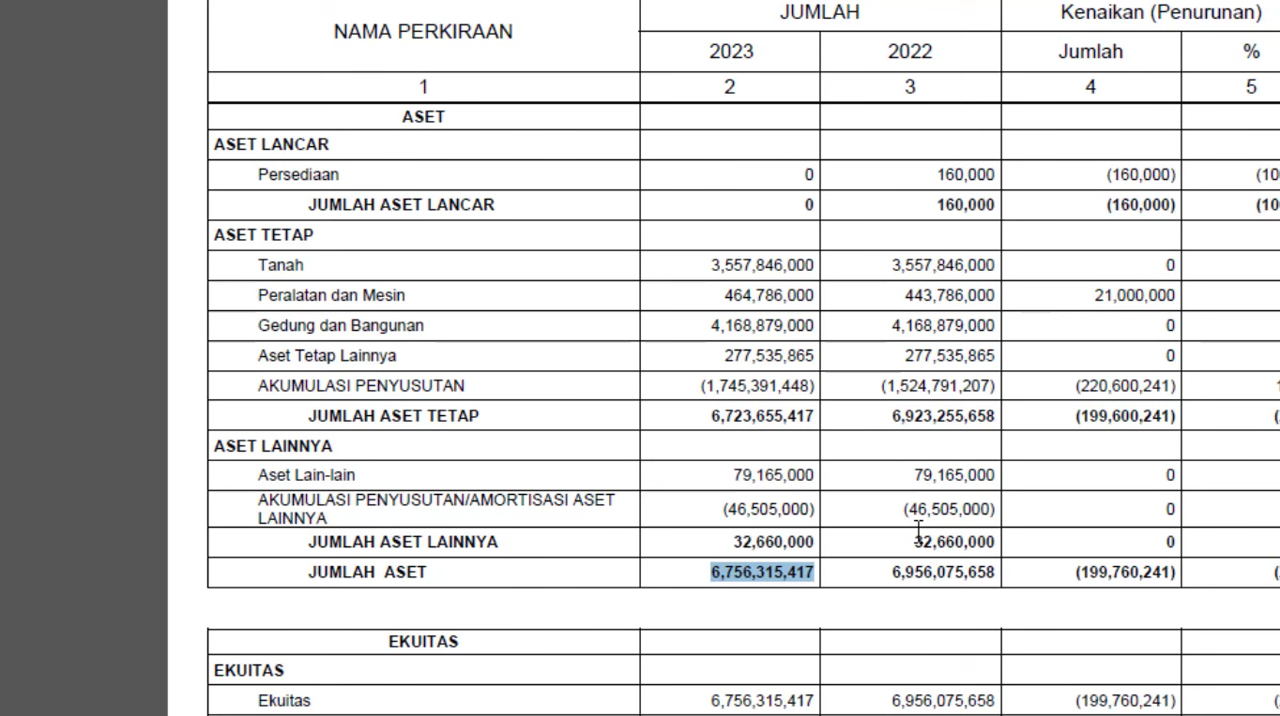 NAMA PERKIRAAN JUMLAH Kenaikan (Penurunan)
2023 2022 Jumlah %
1 2 3 4 5
ASET
ASET LANCAR
Persediaan 0 160,000 (160,000) (10
JUMLAH ASET LANCAR 0 160,000 (160,000) (10
ASET TETAP
Tanah 3,557,846,000 3,557,846,000 0
Peralatan dan Mesin 464,786,000 443,786,000 21,000,000
Gedung dan Bangunan 4,168,879,000 4,168,879,000 0
Aset Tetap Lainnya 277,535,865 277,535,865 0
AKUMULASI PENYUSUTAN (1,745,391,448) (1,524,791,207) (220,600,241) 1
JUMLAH ASET TETAP 6,723,655,417 6,923,255,658 (199,600,241) (
ASET LAINNYA
Aset Lain-lain 79,165,000 79,165,000 0
AKUMULASI PENYUSUTAN/AMORTISASI ASET
LAINNYA (46,505,000) (46,505,000) 0
JUMLAH ASET LAINNYA 32,660,000 32,660,000 0
JUMLAH ASET 6,756,315,417 6,956,075,658 (199,760,241) (
EKUITAS
EKUITAS
Ekuitas 6,756,315,417 6,956,075,658 (199,760,241) (